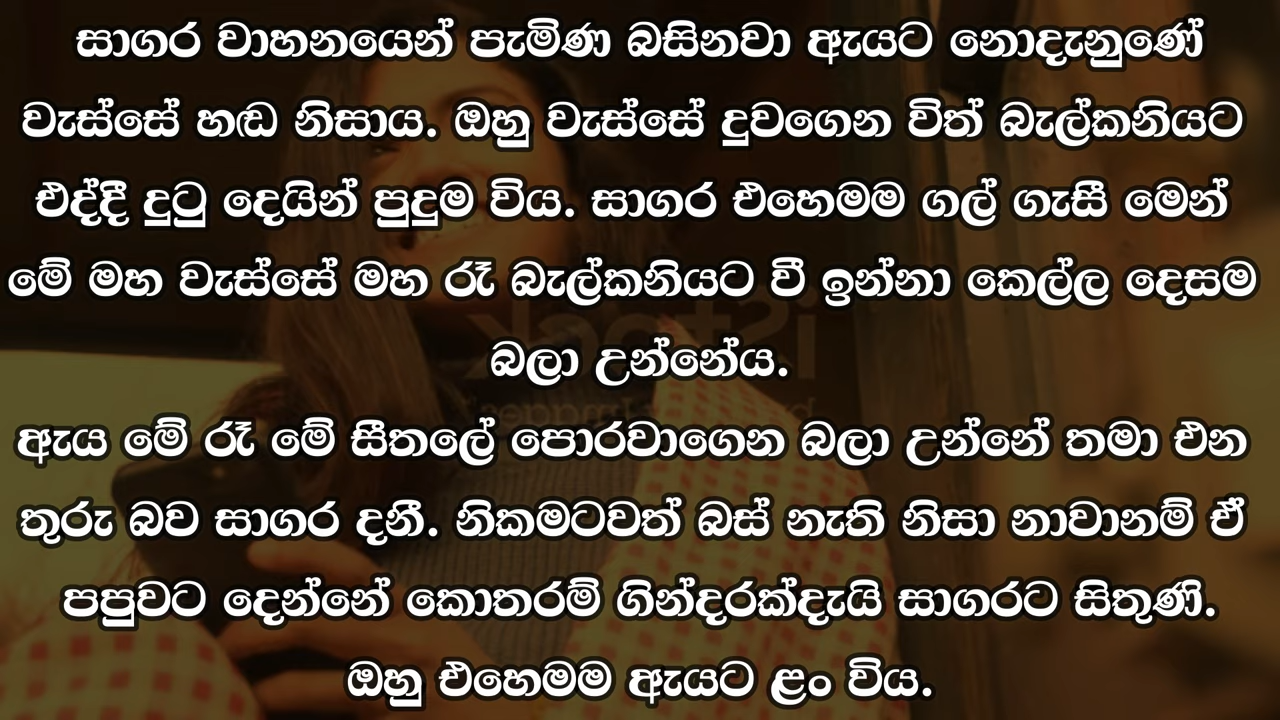 සාගර වාහනයෙන් පැමිණ බසිනවා ඇයට නොදැනුණේ
වැස්සේ හඬ නිසාය. ඔහු වැස්සේ දුවගෙන විත් බැල්කනියට
එද්දී දුටු දෙයින් පුදුම විය. සාගර එහෙමම ගල් ගැසී මෙන්
මේ මහ වැස්සේ මහ රෑ බැල්කනියට වී ඉන්නා කෙල්ල දෙසම
බලා උන්නේය.
ඇය මේ රෑ මේ සීතලේ පොරවාගෙන බලා උන්නේ තමා එන
තුරු බව සාගර දනී. නිකමටවත් බස් නැති නිසා නාවානම් ඒ
පපුවට දෙන්නේ කොතරම් ගින්දරක්දැයි සාගරට සිතුණි.
ඔහු එහෙමම ඇයට ළං විය.
iStock